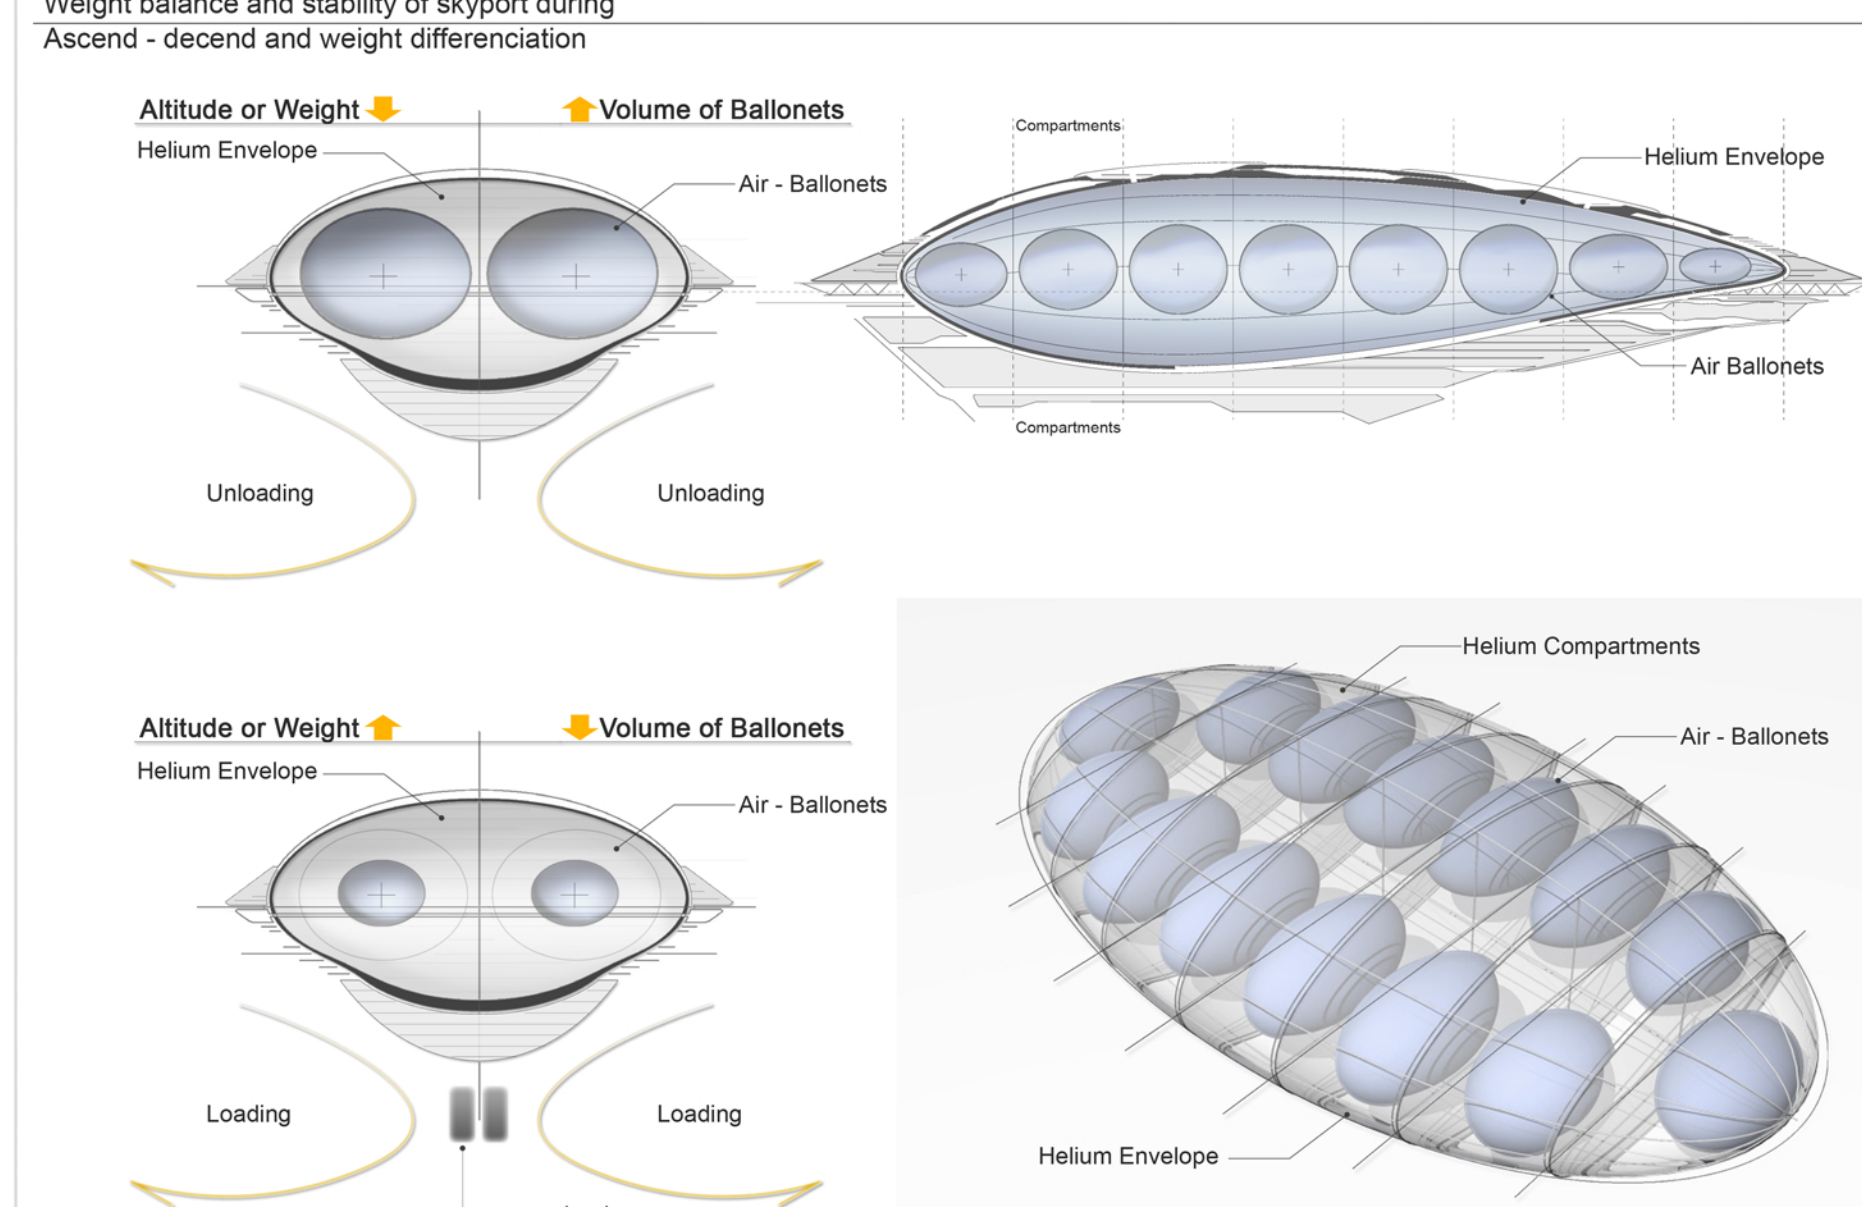 Weight balance and stability of skyport during
Ascend - decend and weight differenciation
Altitude or Weight
Volume of Ballonets
Helium Envelope
Air - Ballonets
Unloading
Unloading
Compartments
Helium Envelope
Air Ballonets
Compartments
Altitude or Weight
Volume of Ballonets
Helium Envelope
Air - Ballonets
Loading
Loading
Helium Compartments
Air - Ballonets
Helium Envelope